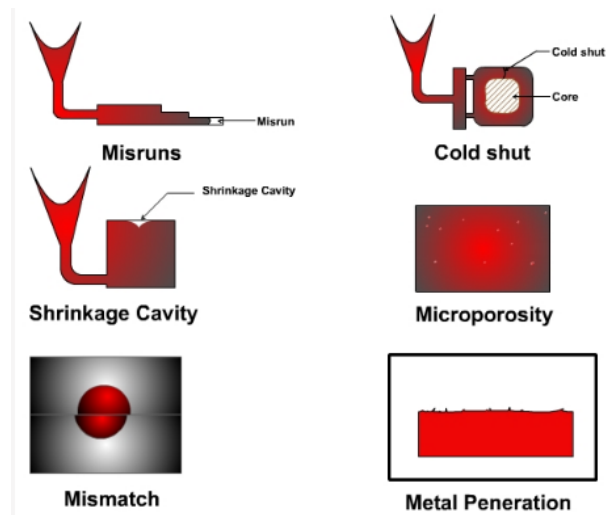 Misrun
Misruns
Cold shut
Core
Cold shut
Shrinkage Cavity
Shrinkage Cavity
Microporosity
Mismatch
Metal Peneration